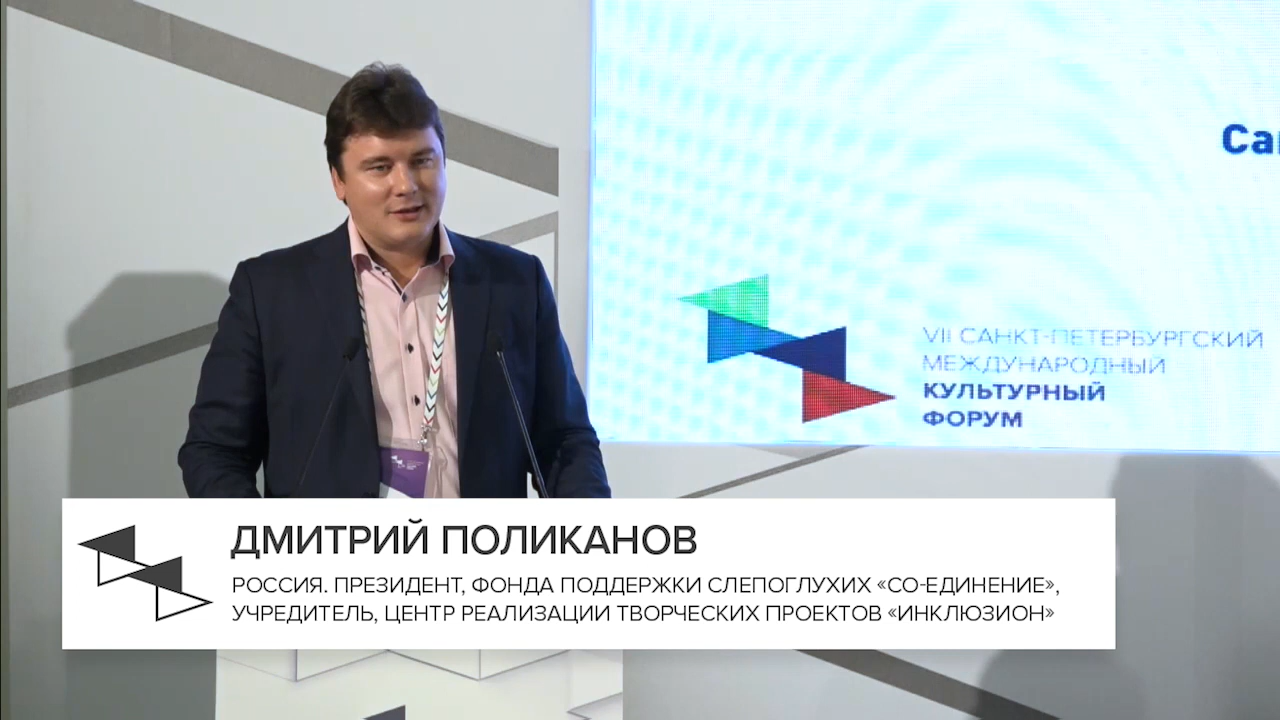 VII САНКТ-ПЕТЕРБУРГСКИЙ
МЕЖДУНАРОДНЫЙ
КУЛЬТУРНЫЙ
ФОРУМ
ДМИТРИЙ ПОЛИКАНОВ
РОССИЯ. ПРЕЗИДЕНТ, ФОНДА ПОДДЕРЖКИ СЛЕПОГЛУХИХ «СО-ЕДИНЕНИЕ»,
УЧРЕДИТЕЛЬ, ЦЕНТР РЕАЛИЗАЦИИ ТВОРЧЕСКИХ ПРОЕКТОВ «ИНКЛЮЗИОН»